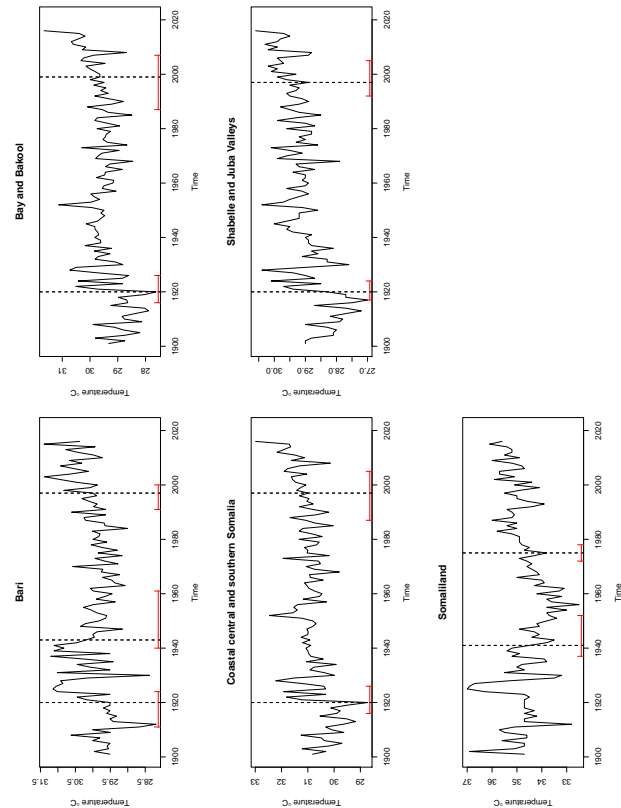 Bari
Temperature °C
31.5
30.5
29.5
28.5
1900 1920 1940 1960 1980 2000 2020
Time
Bay and Bakool
Temperature °C
31
30
29
28
1900 1920 1940 1960 1980 2000 2020
Time
Coastal central and southern Somalia
Temperature °C
33
32
31
30
29
1900 1920 1940 1960 1980 2000 2020
Time
Shabelle and Juba Valleys
Temperature °C
30.0
29.0
28.0
27.0
1900 1920 1940 1960 1980 2000 2020
Time
Somaliland
Temperature °C
37
36
35
34
33
1900 1920 1940 1960 1980 2000 2020
Time